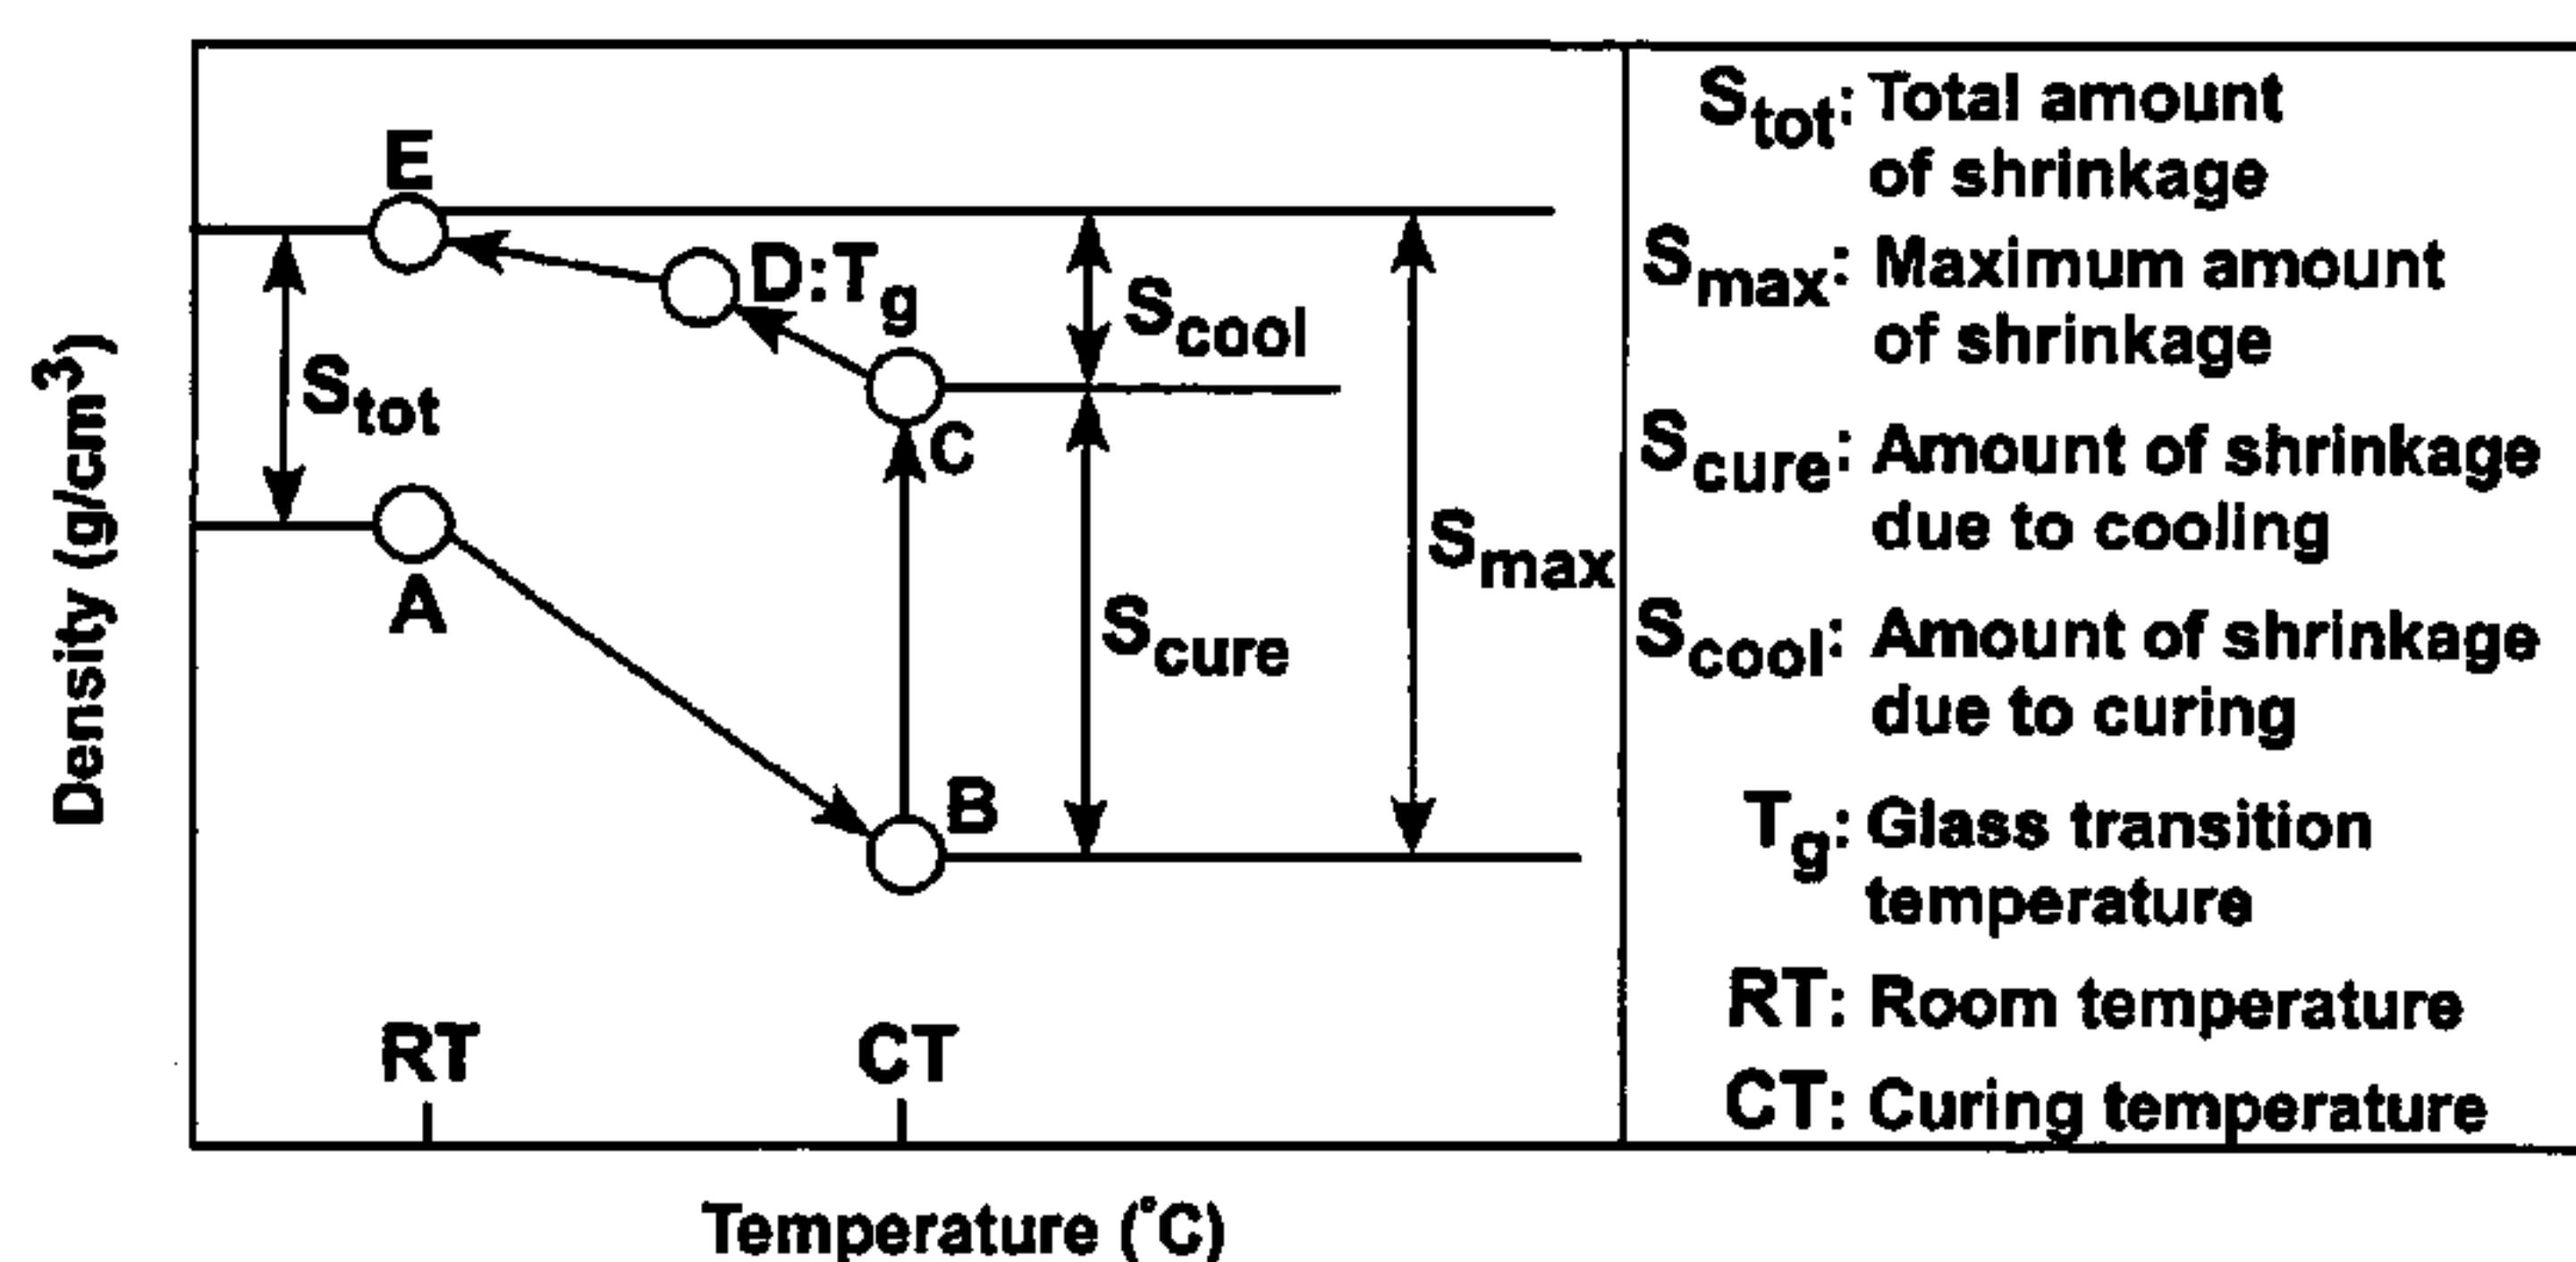 E
D:Tg
Scool
Stot
C
A
Smax
Scure
B
RT
CT
Density (g/cm³)
Temperature (°C)
Stot: Total amount
of shrinkage
Smax: Maximum amount
of shrinkage
Scure: Amount of shrinkage
due to cooling
Scool: Amount of shrinkage
due to curing
Tg: Glass transition
temperature
RT: Room temperature
CT: Curing temperature